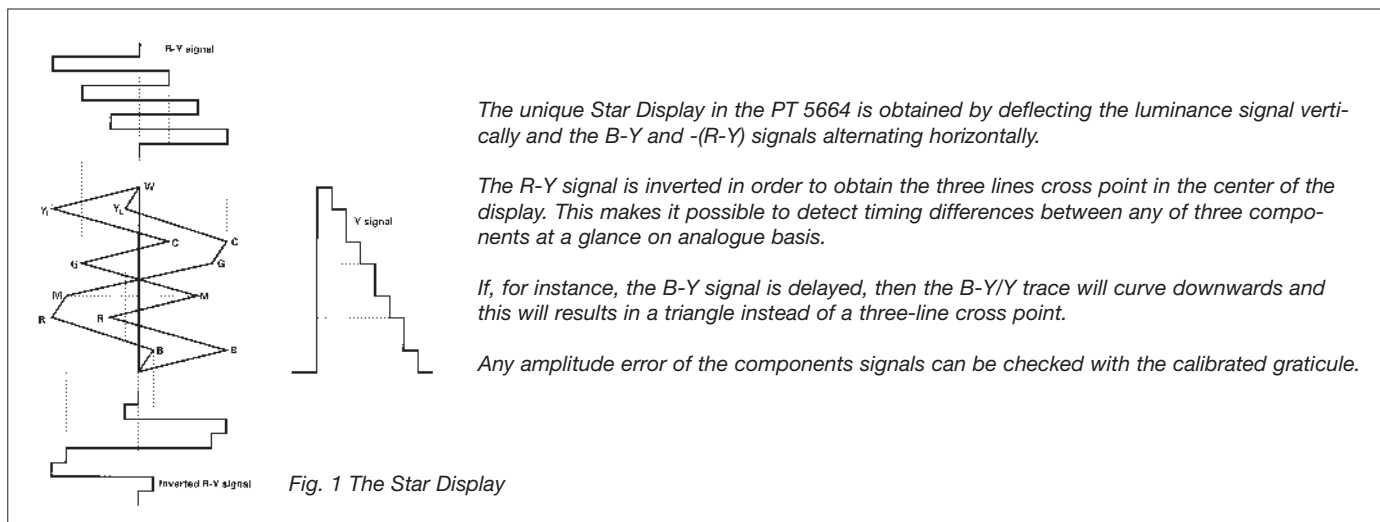 R-Y signal
The unique Star Display in the PT 5664 is obtained by deflecting the luminance signal verti-
cally and the B-Y and -(R-Y) signals alternating horizontally.
The R-Y signal is inverted in order to obtain the three lines cross point in the center of the
display. This makes it possible to detect timing differences between any of three compo-
nents at a glance on analogue basis.
If, for instance, the B-Y signal is delayed, then the B-Y/Y trace will curve downwards and
this will results in a triangle instead of a three-line cross point.
Any amplitude error of the components signals can be checked with the calibrated graticule.
W
Y signal
C
C
G
G
M
M
R
R
B
Inverted R-Y signal
Fig. 1 The Star Display